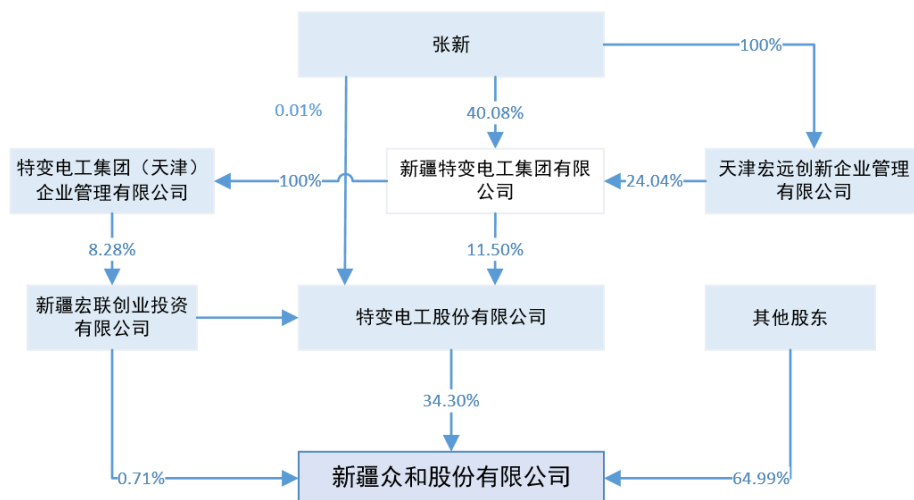 张新
100%
0.01%
40.08%
特变电工集团（天津）
企业管理有限公司
100%
新疆特变电工集团有限
公司
24.04%
天津宏远创新企业管理
有限公司
8.28%
11.50%
新疆宏联创业投资
有限公司
特变电工股份有限公司
其他股东
34.30%
0.71%
新疆众和股份有限公司
64.99%